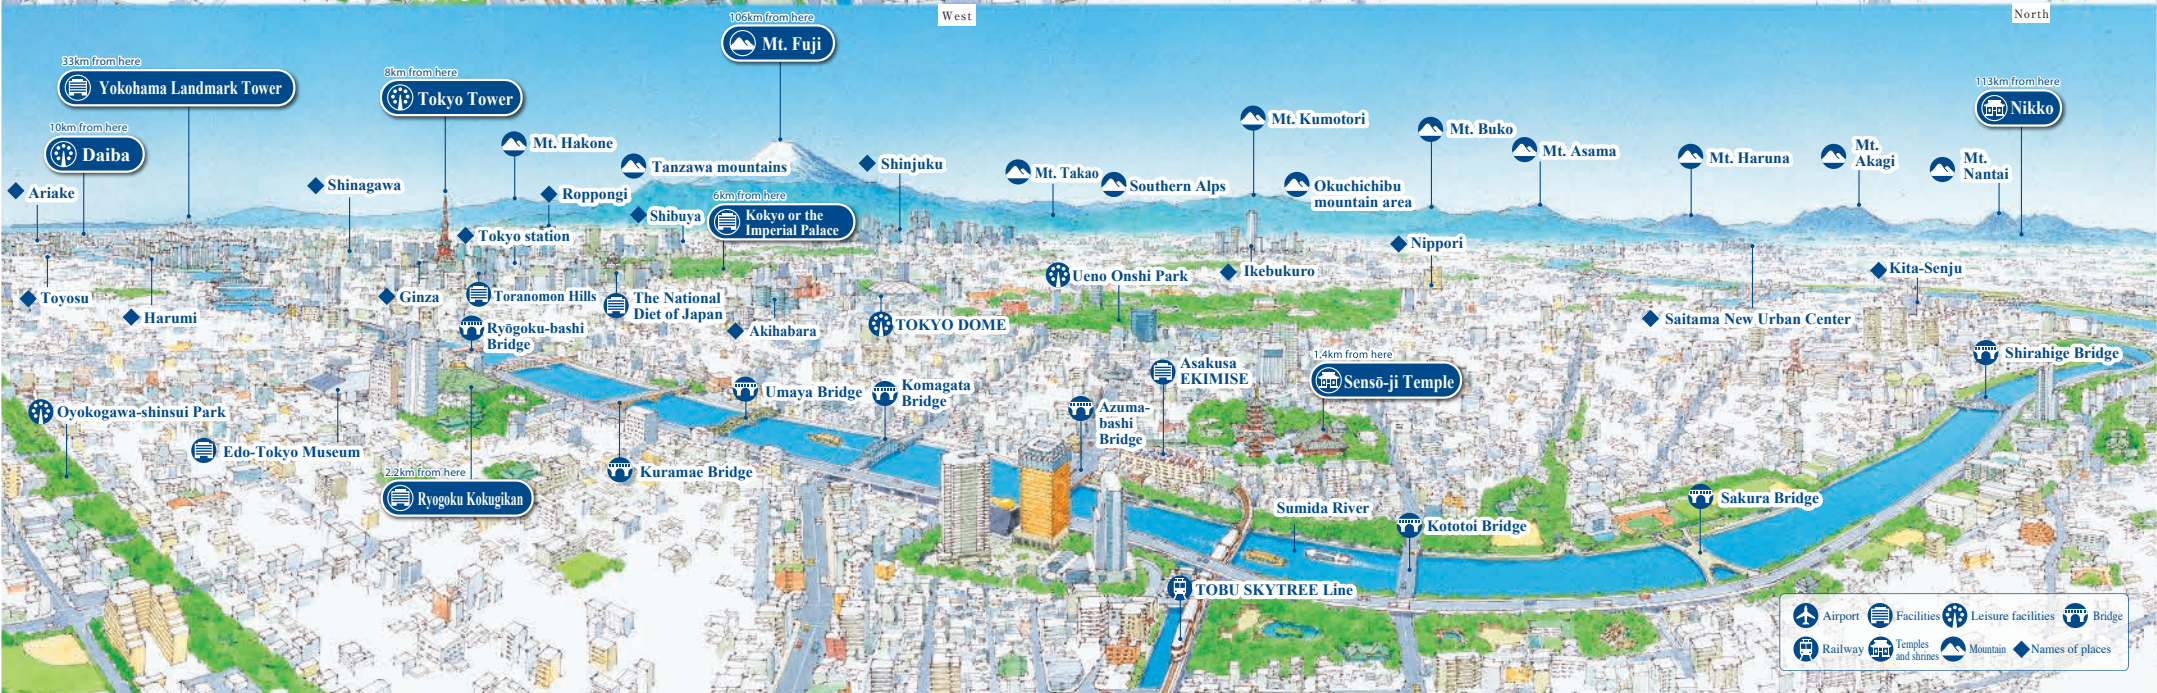 West
North
106km from here
Mt. Fuji
33km from here
Yokohama Landmark Tower
8km from here
Tokyo Tower
113km from here
Nikko
10km from here
Daiba
Mt. Hakone
Tanzawa mountains
Shinjuku
Mt. Takao
Southern Alps
Mt. Kumotori
Okuchichibu
mountain area
Mt. Buko
Mt. Asama
Mt. Haruna
Mt.
Akagi
Mt.
Nantai
Ariake
Shinagawa
Roppongi
Shibuya
6km from here
Kokyo or the
Imperial Palace
Tokyo station
Nippori
Toyosu
Harumi
Ginza
Toranomon Hills
The National
Diet of Japan
Akihabara
TOKYO DOME
Ueno Onshi Park
Ikebukuro
Kita-Senju
Saitama New Urban Center
Ryōgoku-bashi
Bridge
Shirahige Bridge
Umaya Bridge
Komagata
Bridge
Asakusa
EKIMISE
1.4km from here
Sensō-ji Temple
Azuma-
bashi
Bridge
Oyokogawa-shinsui Park
Edo-Tokyo Museum
2.2km from here
Ryogoku Kokugikan
Kuramae Bridge
Sumida River
Kototoi Bridge
Sakura Bridge
TOBU SKYTREE Line
Airport
Facilities
Leisure facilities
Bridge
Railway
Temples
and shrines
Mountain
Names of places